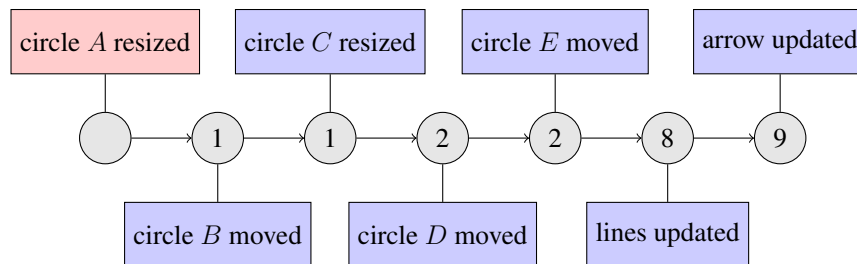 circle A resized
circle C resized
circle E moved
arrow updated
1
1
2
2
8
9
circle B moved
circle D moved
lines updated